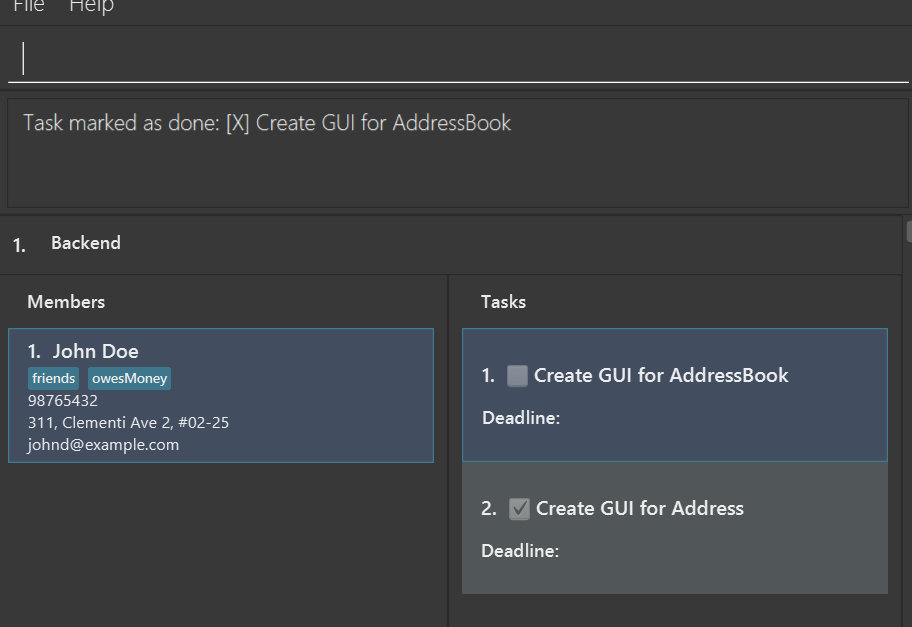 File Help
Task marked as done: [X] Create GUI for AddressBook
1. Backend
Members
1. John Doe
friends owesMoney
98765432
311, Clementi Ave 2, #02-25
johnd@example.com
Tasks
1. Create GUI for AddressBook
Deadline:
2. Create GUI for Address
Deadline: